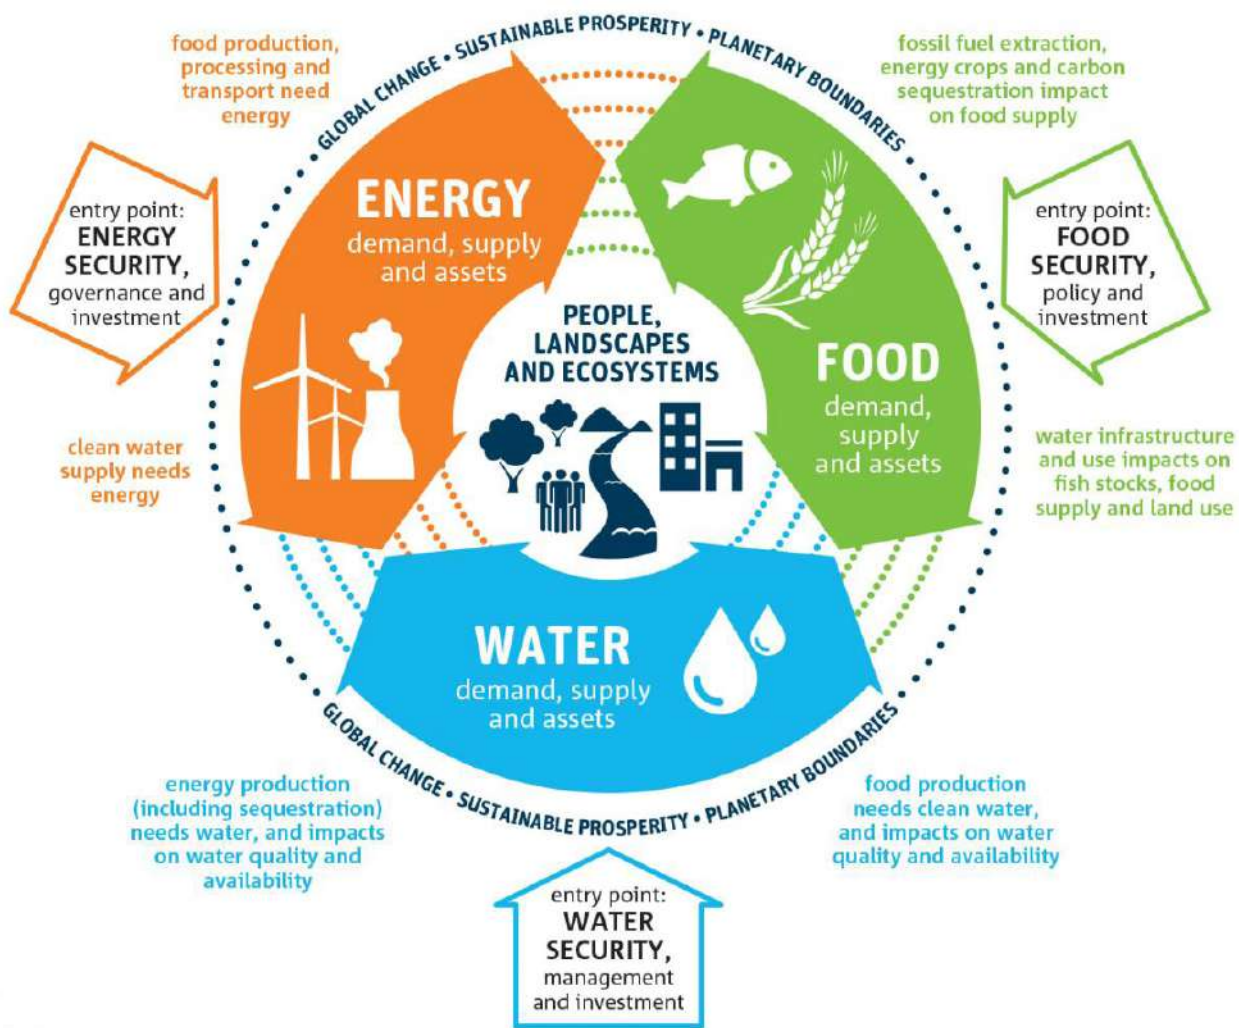 GLOBAL CHANGE • SUSTAINABLE PROSPERITY • PLANETARY BOUNDARIES
food production,
processing and
transport need
energy
fossil fuel extraction,
energy crops and carbon
sequestration impact
on food supply
entry point:
ENERGY
SECURITY,
governance and
investment
ENERGY
demand, supply
and assets
entry point:
FOOD
SECURITY,
policy and
investment
PEOPLE,
LANDSCAPES
AND ECOSYSTEMS
FOOD
demand,
supply
and assets
clean water
supply needs
energy
water infrastructure
and use impacts on
fish stocks, food
supply and land use
WATER
demand, supply
and assets
GLOBAL CHANGE • SUSTAINABLE PROSPERITY • PLANETARY BOUNDARIES
energy production
(including sequestration)
needs water, and impacts
on water quality and
availability
food production
needs clean water,
and impacts on water
quality and availability
entry point:
WATER
SECURITY,
management
and investment